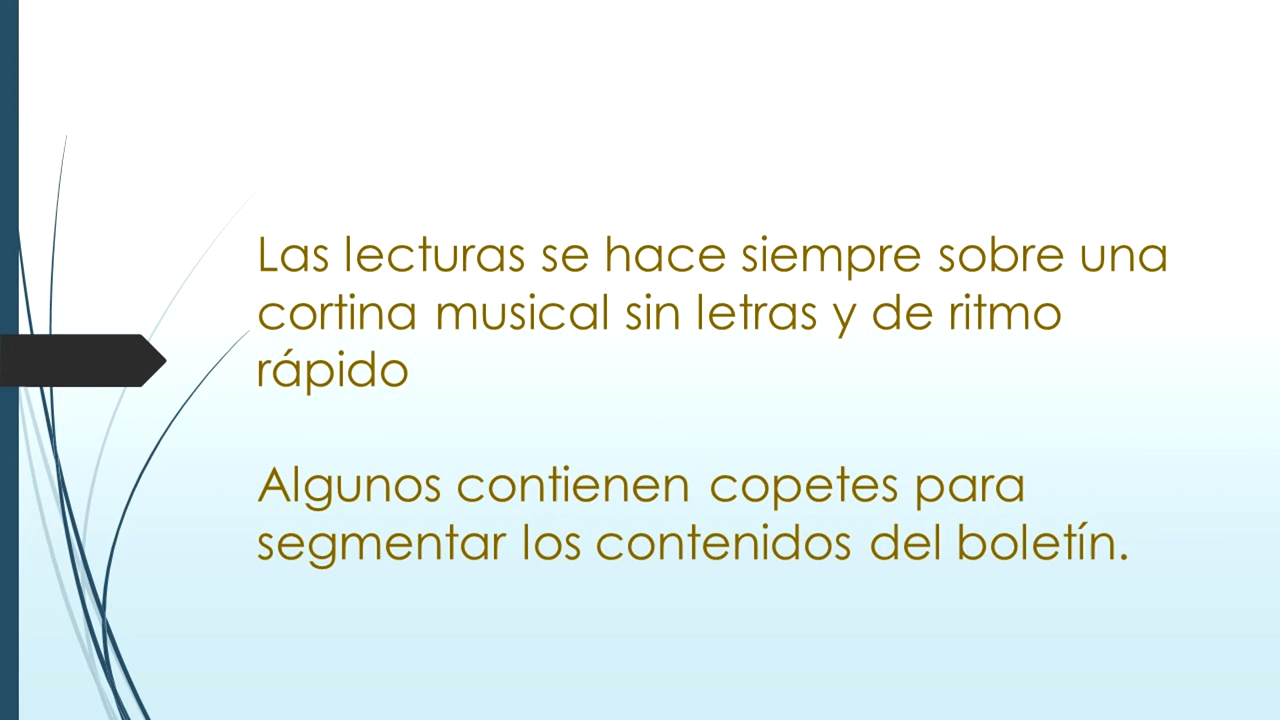 Las lecturas se hace siempre sobre una
cortina musical sin letras y de ritmo
rápido
Algunos contienen copetes para
segmentar los contenidos del boletín.